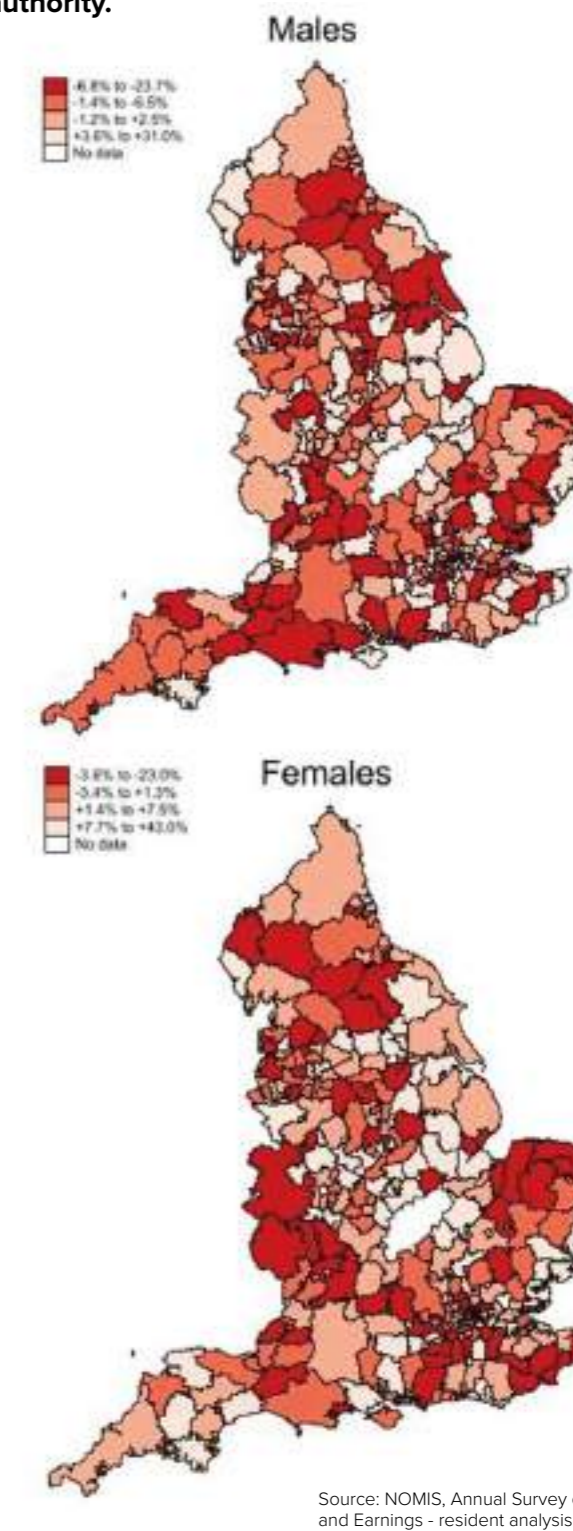 authority.
Males
-6.8% to -23.7%
-1.4% to -6.5%
-1.2% to +2.5%
+3.6% to +31.0%
No data
Females
-3.6% to -23.0%
-3.4% to +1.3%
+1.4% to +7.5%
+7.7% to +43.0%
No data
Source: NOMIS, Annual Survey
and Earnings - resident analysis